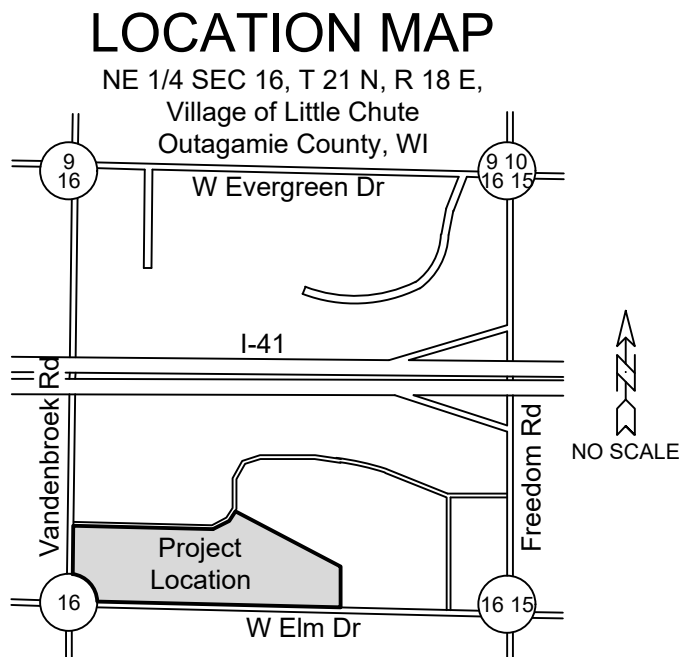 LOCATION MAP
NE 1/4 SEC 16, T 21 N, R 18 E,
Village of Little Chute
Outagamie County, WI
9
16
W Evergreen Dr
9 10
16 15
I-41
Vandenbroek Rd
Freedom Rd
N
NO SCALE
Project
Location
16
16 15
W Elm Dr